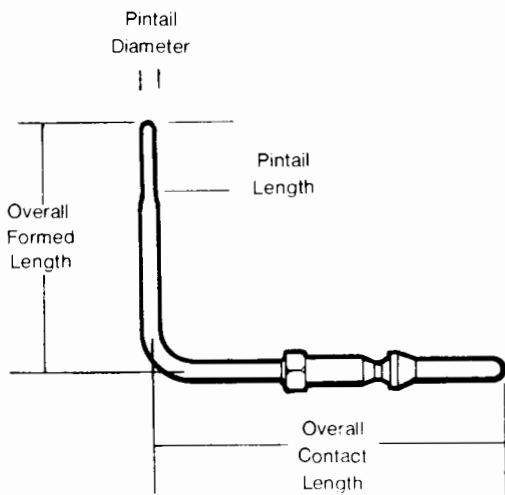 Pintail
Diameter
Pintail
Length
Overall
Formed
Length
Overall
Contact
Length